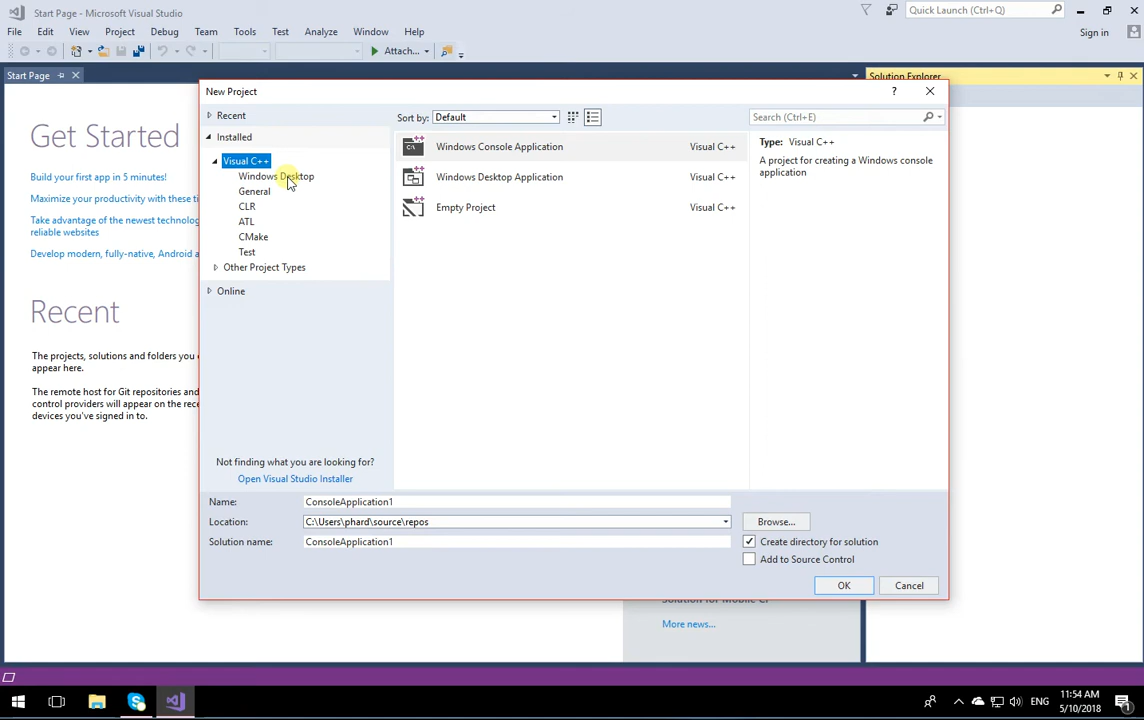 Start Page - Microsoft Visual Studio
Quick Launch (Ctrl+Q)
File Edit View Project Debug Team Tools Test Analyze Window Help
Sign in
Attach...
Start Page
Solution Explorer
Get Started
Build your first app in 5 minutes!
Maximize your productivity with these ti
Take advantage of the newest technolog
reliable websites
Develop modern, fully-native, Android a
Recent
The projects, solutions and folders you
appear here.
The remote host for Git repositories and
control providers will appear on the rece
devices you've signed in to.
New Project
?
Recent
Installed
Visual C++
Windows Desktop
General
CLR
ATL
CMake
Test
Other Project Types
Online
Not finding what you are looking for?
Open Visual Studio Installer
Sort by: Default
Windows Console Application Visual C++
Windows Desktop Application Visual C++
Empty Project Visual C++
Search (Ctrl+E)
Type: Visual C++
A project for creating a Windows console
application
Name: ConsoleApplication1
Location: C:\Users\phard\source\repos
Browse...
Solution name: ConsoleApplication1
Create directory for solution
Add to Source Control
OK Cancel
More news...
ENG
11:54 AM
5/10/2018
1